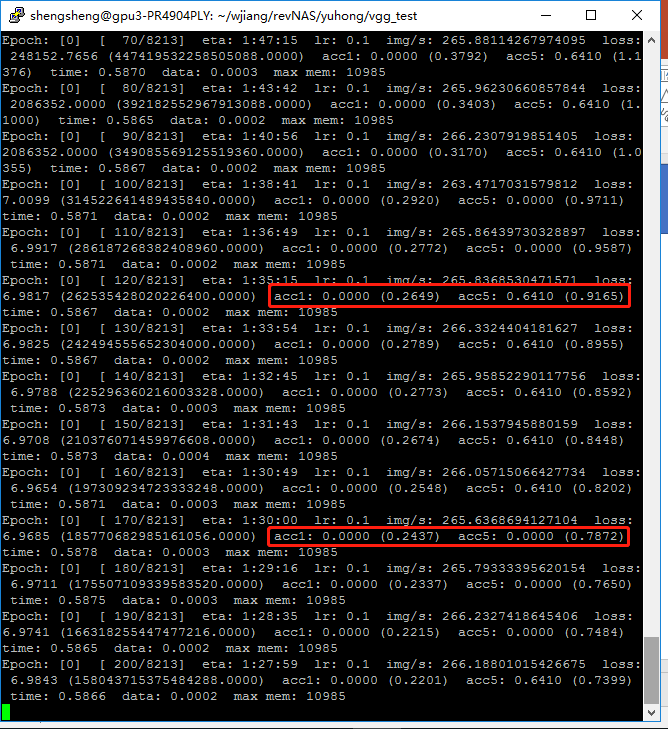 shengsheng@gpu3-PR4904PLY: ~/wjiang/revNAS/yuhong/vgg_test
Epoch: [0]  [  70/8213]  eta: 1:47:15  lr: 0.1  img/s: 265.88114267974095  loss:
 248152.7656 (447419532258505088.0000)  acc1: 0.0000 (0.3792)  acc5: 0.6410 (1.1
376)  time: 0.5870  data: 0.0003  max mem: 10985
Epoch: [0]  [  80/8213]  eta: 1:43:42  lr: 0.1  img/s: 265.96230660857844  loss:
 2086352.0000 (392182552967913088.0000)  acc1: 0.0000 (0.3403)  acc5: 0.6410 (1.
1000)  time: 0.5865  data: 0.0002  max mem: 10985
Epoch: [0]  [  90/8213]  eta: 1:40:56  lr: 0.1  img/s: 266.2307919851405  loss:
2086352.0000 (349085569125519360.0000)  acc1: 0.0000 (0.3170)  acc5: 0.6410 (1.0
355)  time: 0.5867  data: 0.0002  max mem: 10985
Epoch: [0]  [ 100/8213]  eta: 1:38:41  lr: 0.1  img/s: 263.4717031579812  loss:
7.0099 (314522641489435840.0000)  acc1: 0.0000 (0.2920)  acc5: 0.6410 (0.9711)
time: 0.5871  data: 0.0002  max mem: 10985
Epoch: [0]  [ 110/8213]  eta: 1:36:49  lr: 0.1  img/s: 265.86439730328897  loss:
 6.9917 (286187268382408960.0000)  acc1: 0.0000 (0.2772)  acc5: 0.6410 (0.9587)
 time: 0.5871  data: 0.0002  max mem: 10985
Epoch: [0]  [ 120/8213]  eta: 1:35:15  lr: 0.1  img/s: 265.8368530471571  loss:
6.9817 (262535428020226400.0000)  acc1: 0.0000 (0.2649)  acc5: 0.6410 (0.9165)
time: 0.5867  data: 0.0002  max mem: 10985
Epoch: [0]  [ 130/8213]  eta: 1:33:54  lr: 0.1  img/s: 266.3324404181627  loss:
6.9825 (242494555652304000.0000)  acc1: 0.0000 (0.2789)  acc5: 0.6410 (0.8955)
time: 0.5867  data: 0.0002  max mem: 10985
Epoch: [0]  [ 140/8213]  eta: 1:32:45  lr: 0.1  img/s: 265.95852290117756  loss:
 6.9788 (225296360216003328.0000)  acc1: 0.0000 (0.2773)  acc5: 0.6410 (0.8592)
 time: 0.5873  data: 0.0003  max mem: 10985
Epoch: [0]  [ 150/8213]  eta: 1:31:43  lr: 0.1  img/s: 266.1537945880159  loss:
6.9708 (210376071459976608.0000)  acc1: 0.0000 (0.2674)  acc5: 0.6410 (0.8448)
time: 0.5873  data: 0.0004  max mem: 10985
Epoch: [0]  [ 160/8213]  eta: 1:30:49  lr: 0.1  img/s: 266.05715066427734  loss:
 6.9654 (197309234723333248.0000)  acc1: 0.0000 (0.2548)  acc5: 0.6410 (0.8202)
 time: 0.5871  data: 0.0003  max mem: 10985
Epoch: [0]  [ 170/8213]  eta: 1:30:00  lr: 0.1  img/s: 265.6368694127104  loss:
6.9685 (185770682985161056.0000)  acc1: 0.0000 (0.2437)  acc5: 0.0000 (0.7872)
time: 0.5878  data: 0.0003  max mem: 10985
Epoch: [0]  [ 180/8213]  eta: 1:29:16  lr: 0.1  img/s: 265.79333395620154  loss:
 6.9711 (175507109339583520.0000)  acc1: 0.0000 (0.2337)  acc5: 0.0000 (0.7650)
 time: 0.5875  data: 0.0003  max mem: 10985
Epoch: [0]  [ 190/8213]  eta: 1:28:35  lr: 0.1  img/s: 266.2327418645406  loss:
6.9741 (166318255447477216.0000)  acc1: 0.0000 (0.2215)  acc5: 0.0000 (0.7484)
time: 0.5865  data: 0.0002  max mem: 10985
Epoch: [0]  [ 200/8213]  eta: 1:27:59  lr: 0.1  img/s: 266.18801015426675  loss:
 6.9843 (158043715375484288.0000)  acc1: 0.0000 (0.2201)  acc5: 0.6410 (0.7399)
 time: 0.5866  data: 0.0002  max mem: 10985